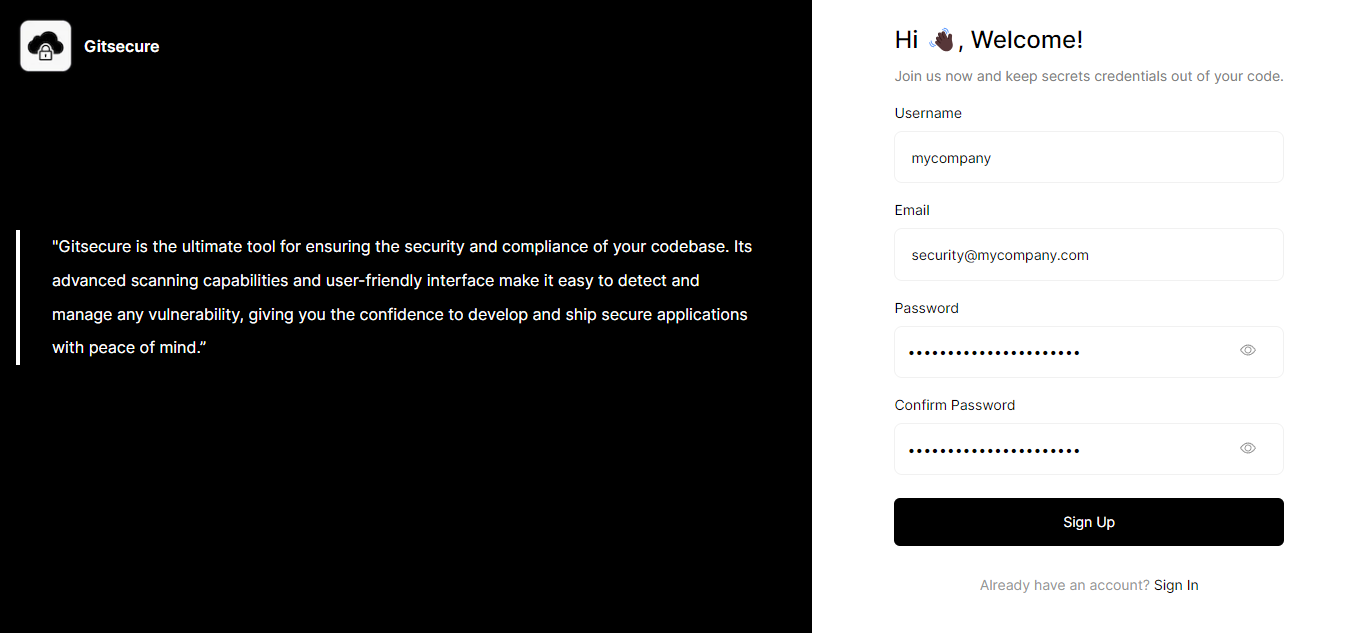 Gitsecure
"Gitsecure is the ultimate tool for ensuring the security and compliance of your codebase. Its
advanced scanning capabilities and user-friendly interface make it easy to detect and
manage any vulnerability, giving you the confidence to develop and ship secure applications
with peace of mind.”
Hi 👋🏿, Welcome!
Join us now and keep secrets credentials out of your code.
Username
mycompany
Email
security@mycompany.com
Password
••••••••••••••••••••••
Confirm Password
••••••••••••••••••••••
Sign Up
Already have an account? Sign In